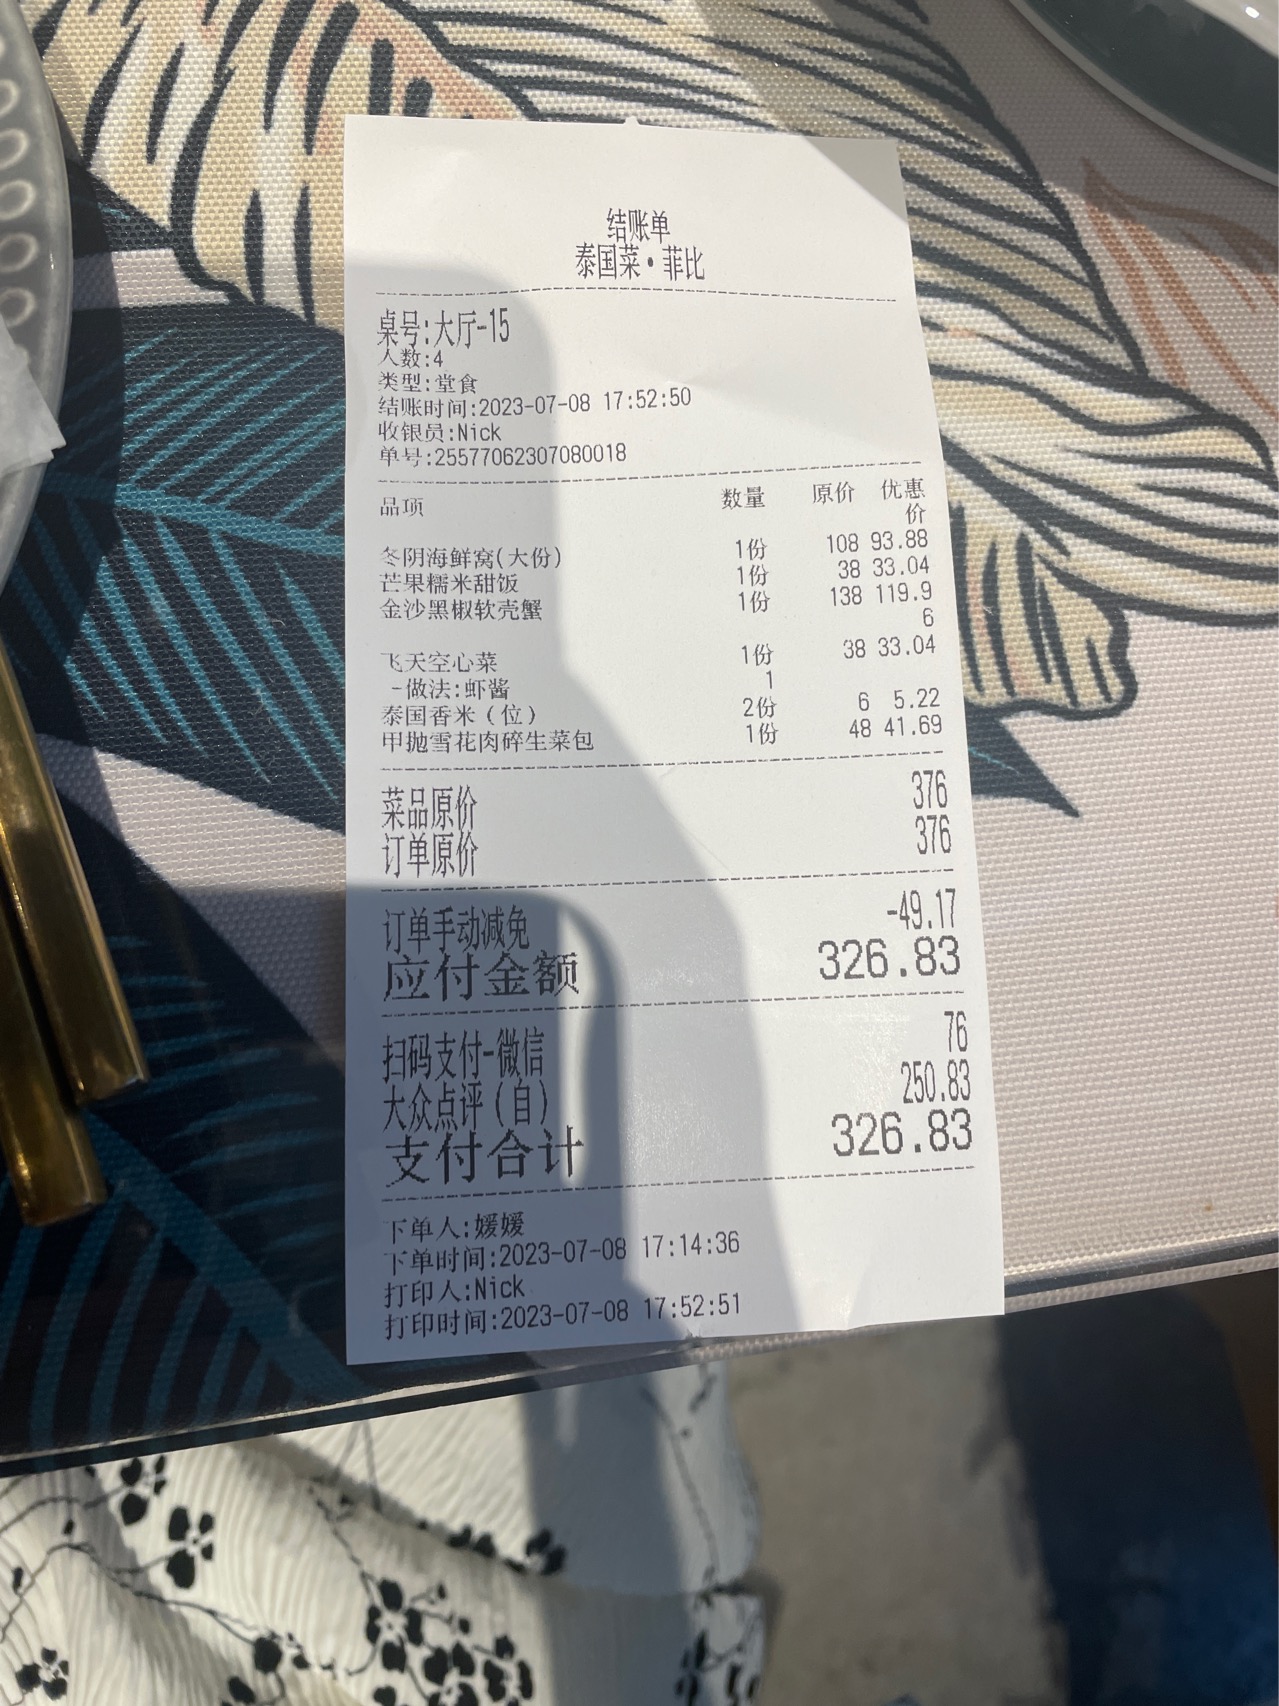 结账单
泰国菜·菲比
桌号:大厅-15
人数:4
类型:堂食
结账时间:2023-07-08 17:52:50
收银员:Nick
单号:25577062307080018
品项 数量 原价 优惠
价
冬阴海鲜窝(大份) 1份 108 93.88
芒果糯米甜饭 1份 38 33.04
金沙黑椒软壳蟹 1份 138 119.9
6
飞天空心菜 1份 38 33.04
-做法:虾酱 1
泰国香米(位) 2份 6 5.22
甲抛雪花肉碎生菜包 1份 48 41.69
菜品原价 376
订单原价 376
订单手动减免 -49.17
应付金额 326.83
扫码支付-微信 76
大众点评(自) 250.83
支付合计 326.83
下单人:媛媛
下单时间:2023-07-08 17:14:36
打印人:Nick
打印时间:2023-07-08 17:52:51